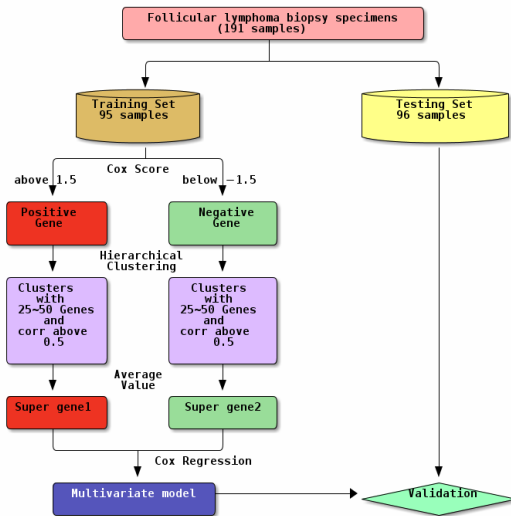 Follicular lymphoma biopsy specimens
(191 samples)
Training Set
95 samples
Testing Set
96 samples
Cox Score
above 1.5
below −1.5
Positive
Gene
Negative
Gene
Hierarchical
Clustering
Clusters
with
25~50 Genes
and
corr above
0.5
Clusters
with
25~50 Genes
and
corr above
0.5
Average
Value
Super gene1
Super gene2
Cox Regression
Multivariate model
Validation